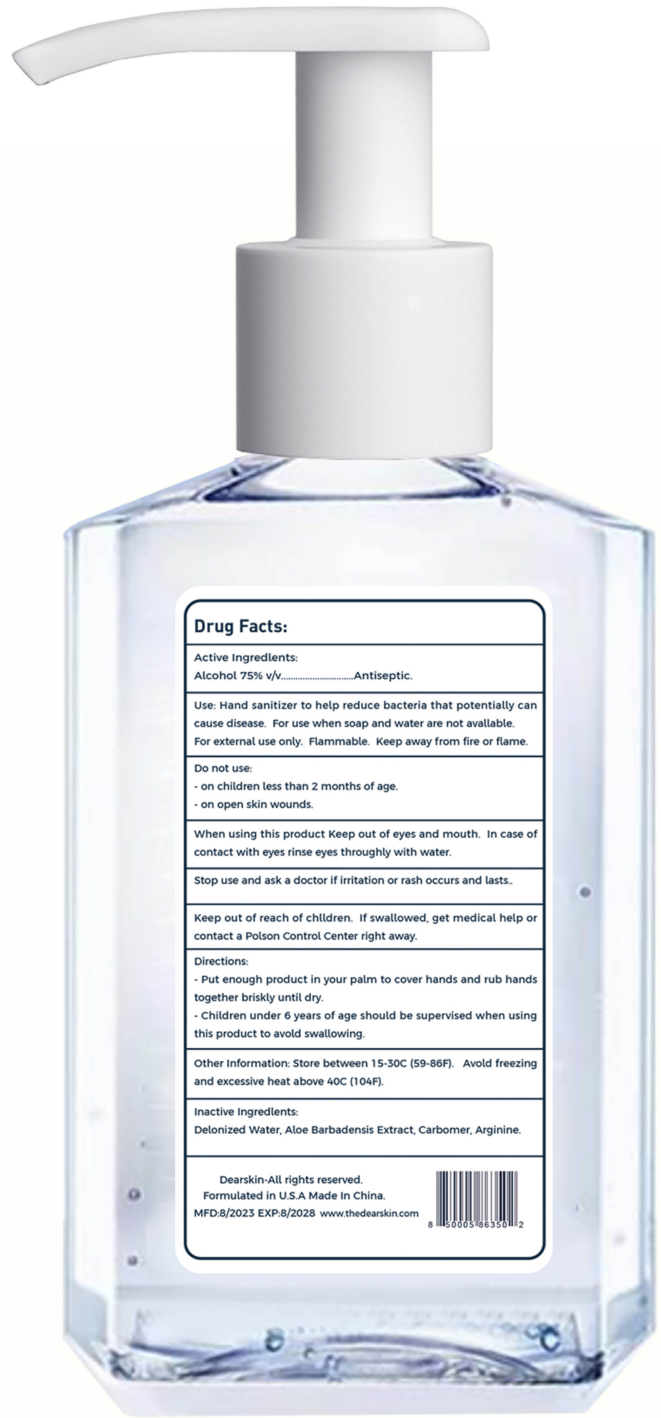 Drug Facts:
Active Ingredlents:
Alcohol 75% v/v..............................Antiseptic.
Use: Hand sanitizer to help reduce bacteria that potentially can
cause disease. For use when soap and water are not avallable.
For external use only. Flammable. Keep away from fire or flame.
Do not use:
- on children less than 2 months of age.
- on open skin wounds.
When using this product Keep out of eyes and mouth. In case of
contact with eyes rinse eyes throughly with water.
Stop use and ask a doctor if irritation or rash occurs and lasts..
Keep out of reach of chlldren. If swallowed, get medical help or
contact a Polson Control Center right away.
Directions:
- Put enough product in your palm to cover hands and rub hands
together briskly until dry.
- Children under 6 years of age should be supervised when using
this product to avoid swallowing.
Other Information: Store between 15-30C (59-86F). Avoid freezing
and excessive heat above 40C (104F).
Inactive Ingredlents:
Delonized Water, Aloe Barbadensis Extract, Carbomer, Arginine.
Dearskin-All rights reserved.
Formulated in U.S.A Made In China.
MFD:8/2023 EXP:8/2028 www.thedearskin.com
8 50005 86350 2